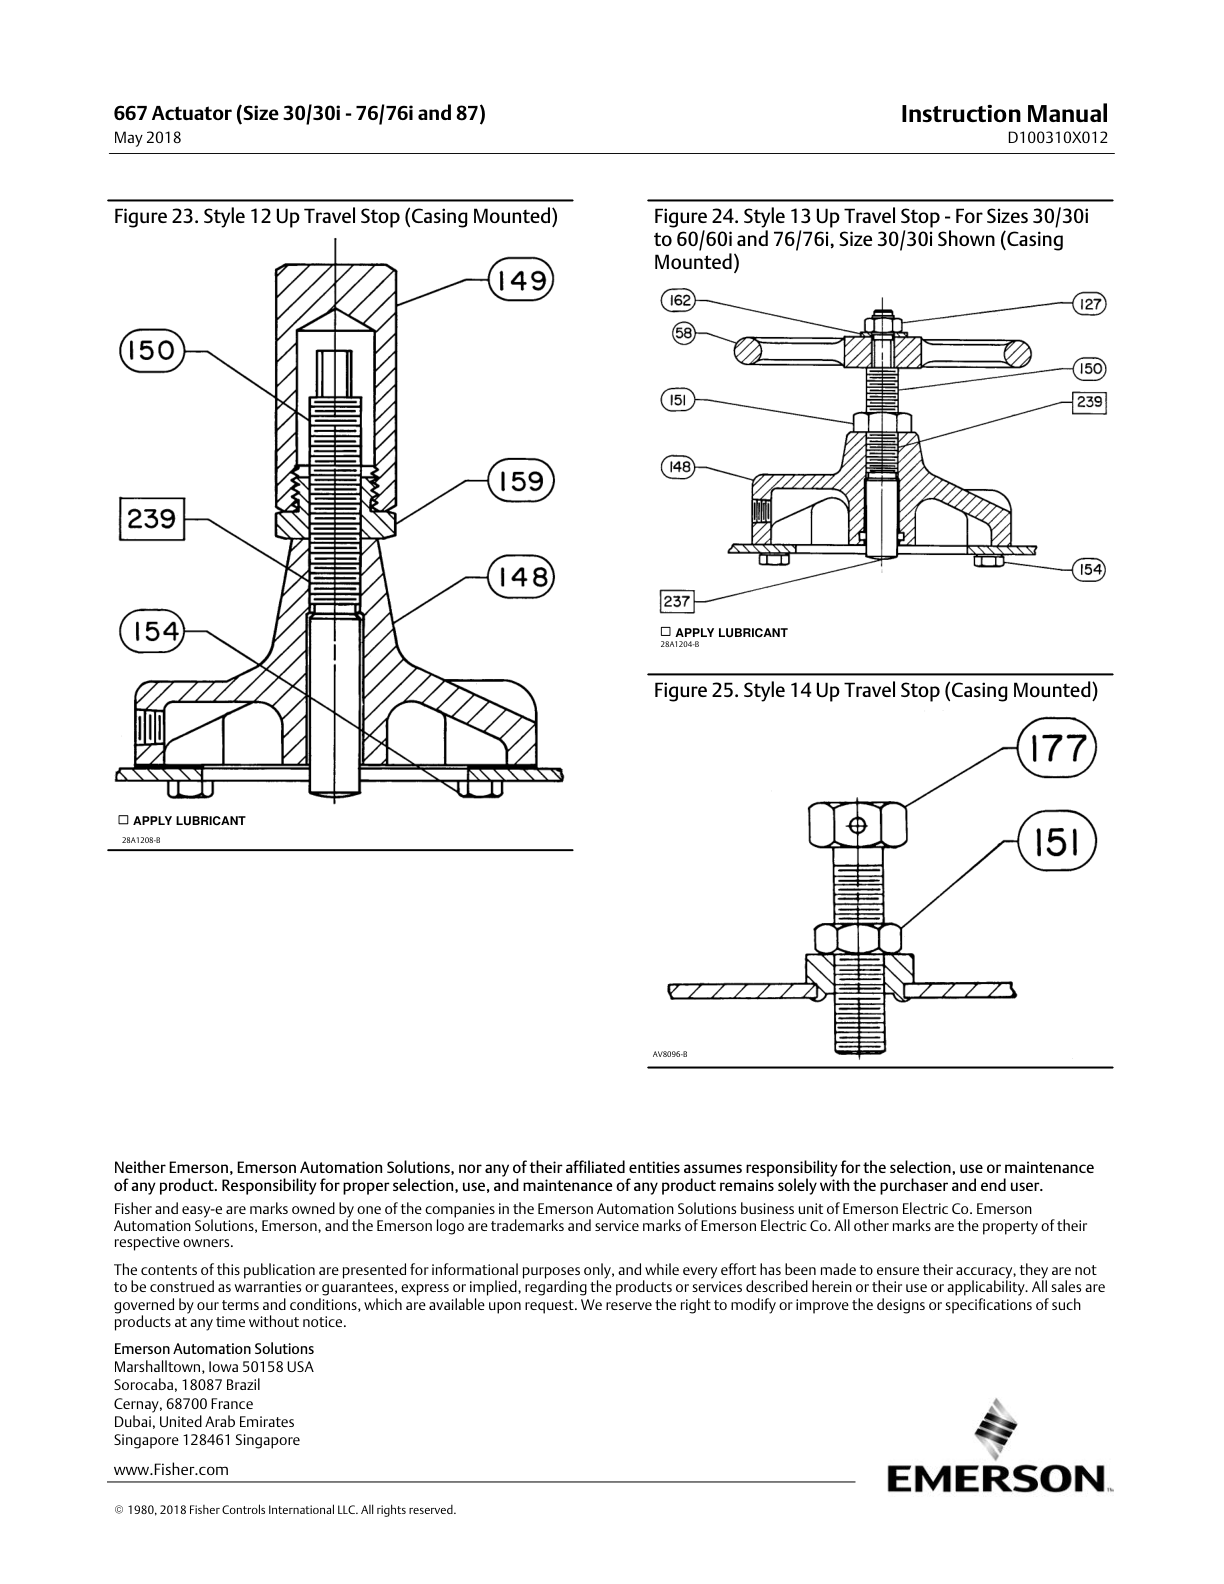 667 Actuator (Size 30/30i - 76/76i and 87)
May 2018
Instruction Manual
D100310X012
Figure 23. Style 12 Up Travel Stop (Casing Mounted)
149
150
159
239
148
154
□ APPLY LUBRICANT
28A1208-B
Figure 24. Style 13 Up Travel Stop - For Sizes 30/30i
to 60/60i and 76/76i, Size 30/30i Shown (Casing
Mounted)
162
127
58
150
151
239
148
154
237
□ APPLY LUBRICANT
28A1204-B
Figure 25. Style 14 Up Travel Stop (Casing Mounted)
177
151
AV8096-B
Neither Emerson, Emerson Automation Solutions, nor any of their affiliated entities assumes responsibility for the selection, use or maintenance
of any product. Responsibility for proper selection, use, and maintenance of any product remains solely with the purchaser and end user.
Fisher and easy-e are marks owned by one of the companies in the Emerson Automation Solutions business unit of Emerson Electric Co. Emerson
Automation Solutions, Emerson, and the Emerson logo are trademarks and service marks of Emerson Electric Co. All other marks are the property of their
respective owners.
The contents of this publication are presented for informational purposes only, and while every effort has been made to ensure their accuracy, they are not
to be construed as warranties or guarantees, express or implied, regarding the products or services described herein or their use or applicability. All sales are
governed by our terms and conditions, which are available upon request. We reserve the right to modify or improve the designs or specifications of such
products at any time without notice.
Emerson Automation Solutions
Marshalltown, Iowa 50158 USA
Sorocaba, 18087 Brazil
Cernay, 68700 France
Dubai, United Arab Emirates
Singapore 128461 Singapore
www.Fisher.com
EMERSON™
© 1980, 2018 Fisher Controls International LLC. All rights reserved.